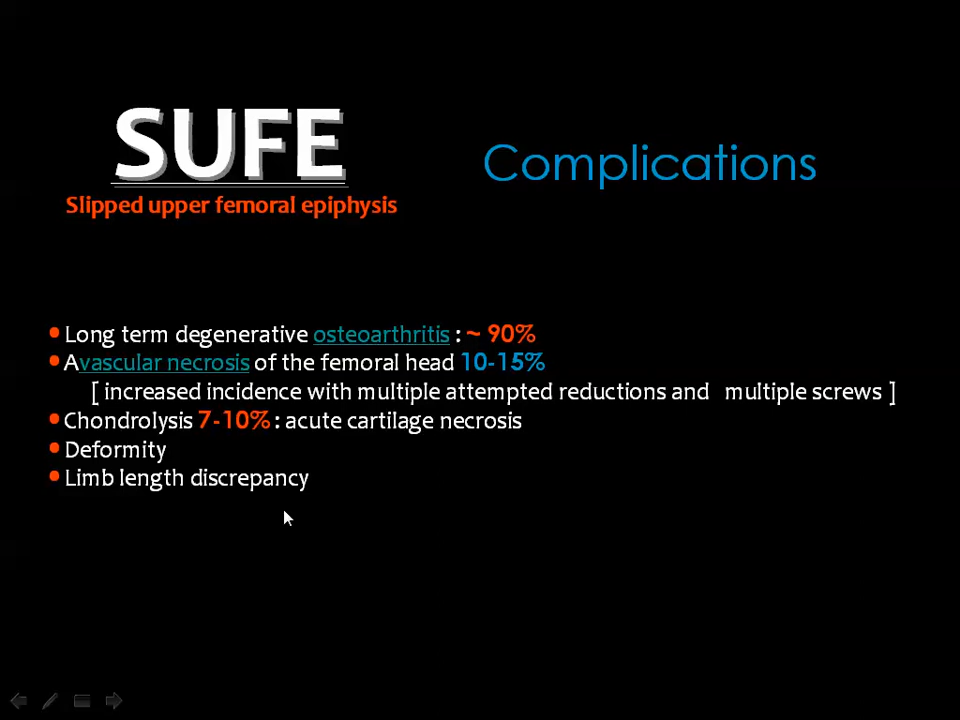 SUFE
Slipped upper femoral epiphysis
Complications
•Long term degenerative osteoarthritis : ~ 90%
•Avascular necrosis of the femoral head 10-15%
[ increased incidence with multiple attempted reductions and multiple screws ]
•Chondrolysis 7-10% : acute cartilage necrosis
•Deformity
•Limb length discrepancy